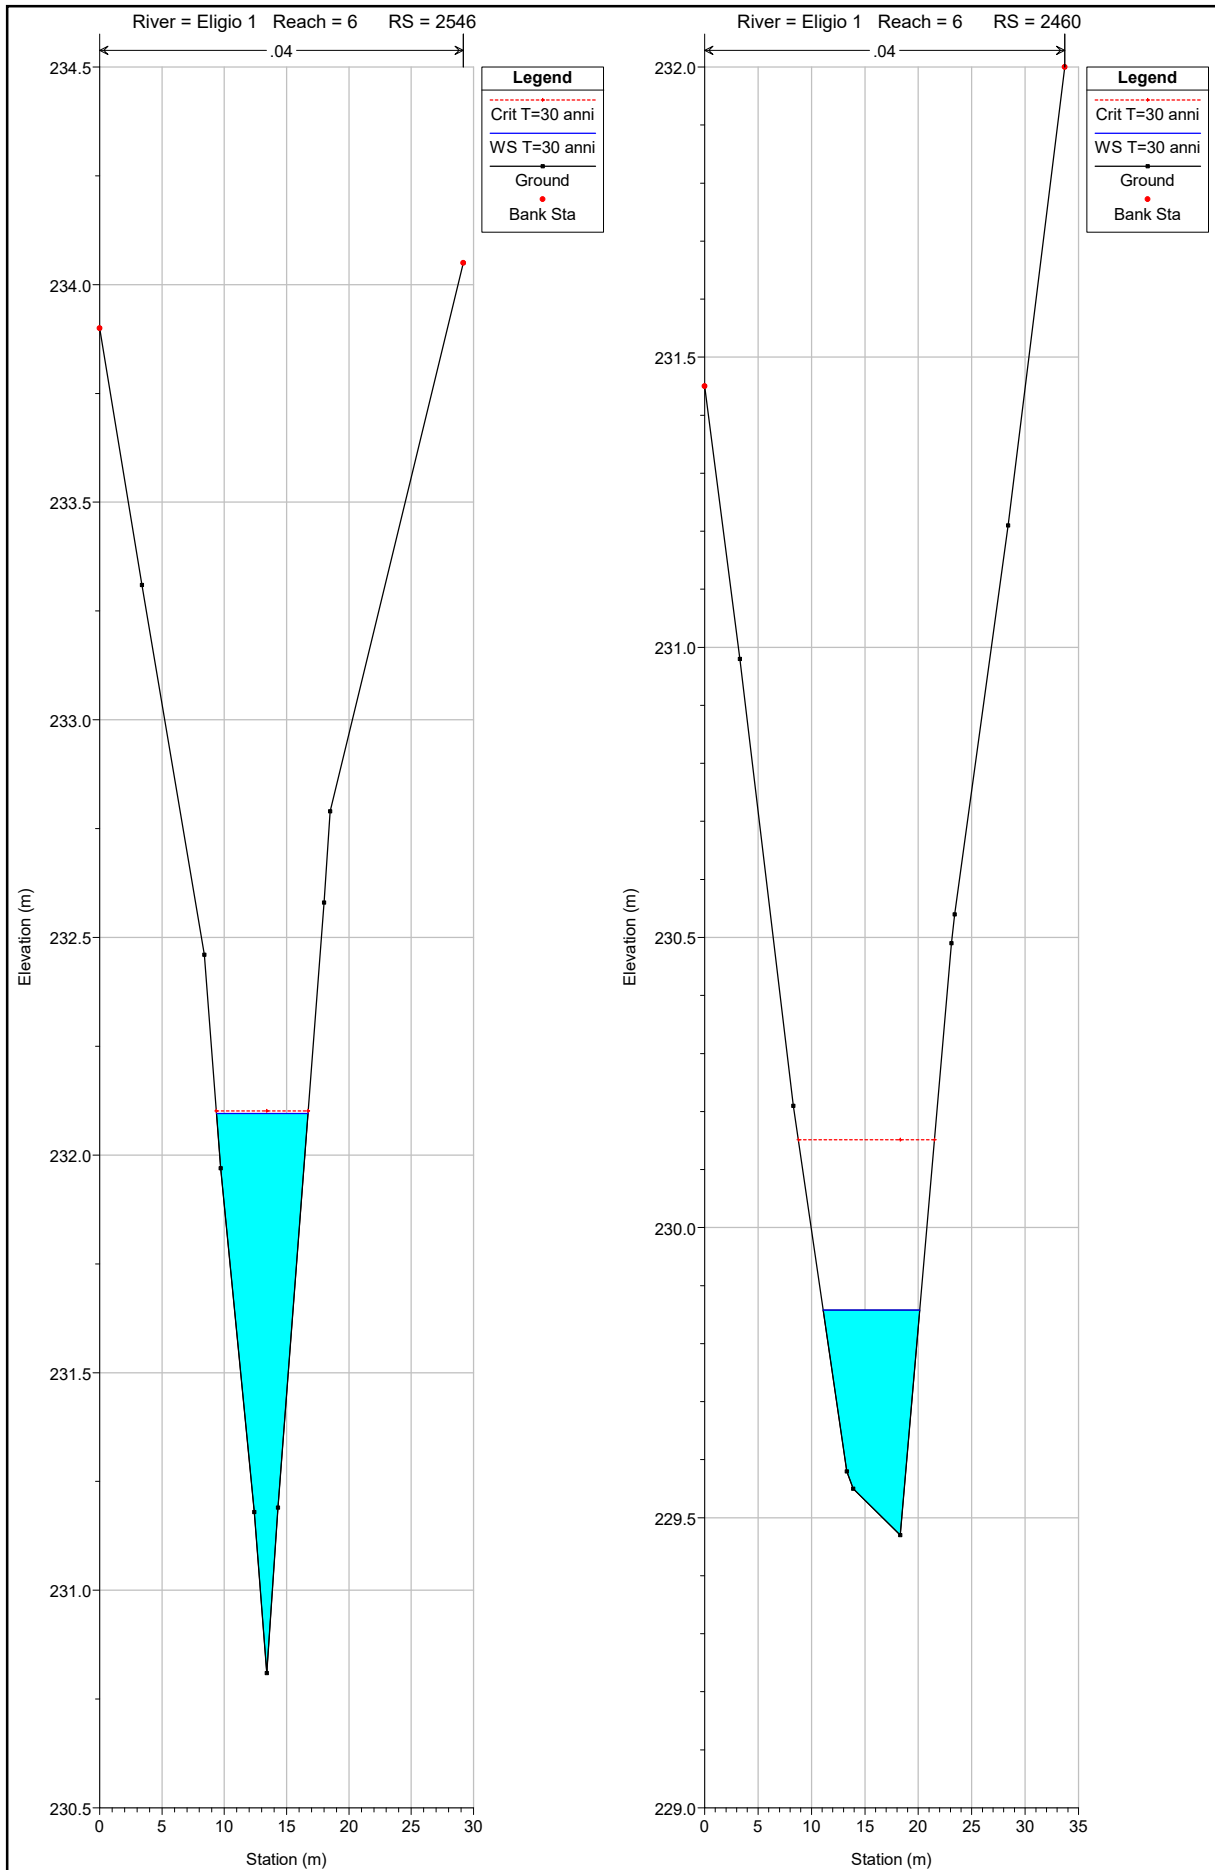 River = Eligio 1 Reach = 6 RS = 2546
.04
234.5
234.0
233.5
233.0
232.5
232.0
231.5
231.0
230.5
Elevation (m)
0 5 10 15 20 25 30
Station (m)
Legend
Crit T=30 anni
WS T=30 anni
Ground
Bank Sta
River = Eligio 1 Reach = 6 RS = 2460
.04
232.0
231.5
231.0
230.5
230.0
229.5
229.0
Elevation (m)
0 5 10 15 20 25 30 35
Station (m)
Legend
Crit T=30 anni
WS T=30 anni
Ground
Bank Sta